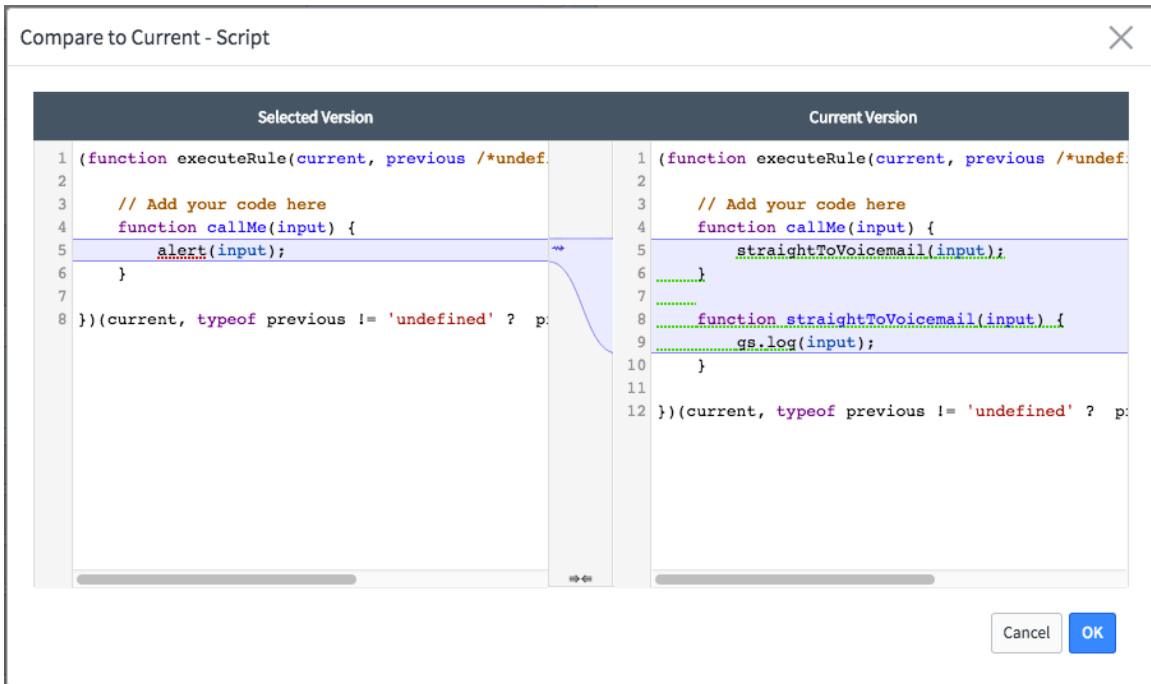 Compare to Current - Script
Selected Version
1 (function executeRule(current, previous /*undef
2
3 // Add your code here
4 function callMe(input) {
5 alert(input);
6 }
7
8 })(current, typeof previous != 'undefined' ? p
Current Version
1 (function executeRule(current, previous /*undef
2
3 // Add your code here
4 function callMe(input) {
5 straightToVoicemail(input);
6 }
7
8 function straightToVoicemail(input) {
9 gs.log(input);
10 }
11
12 })(current, typeof previous != 'undefined' ? p
Cancel
OK